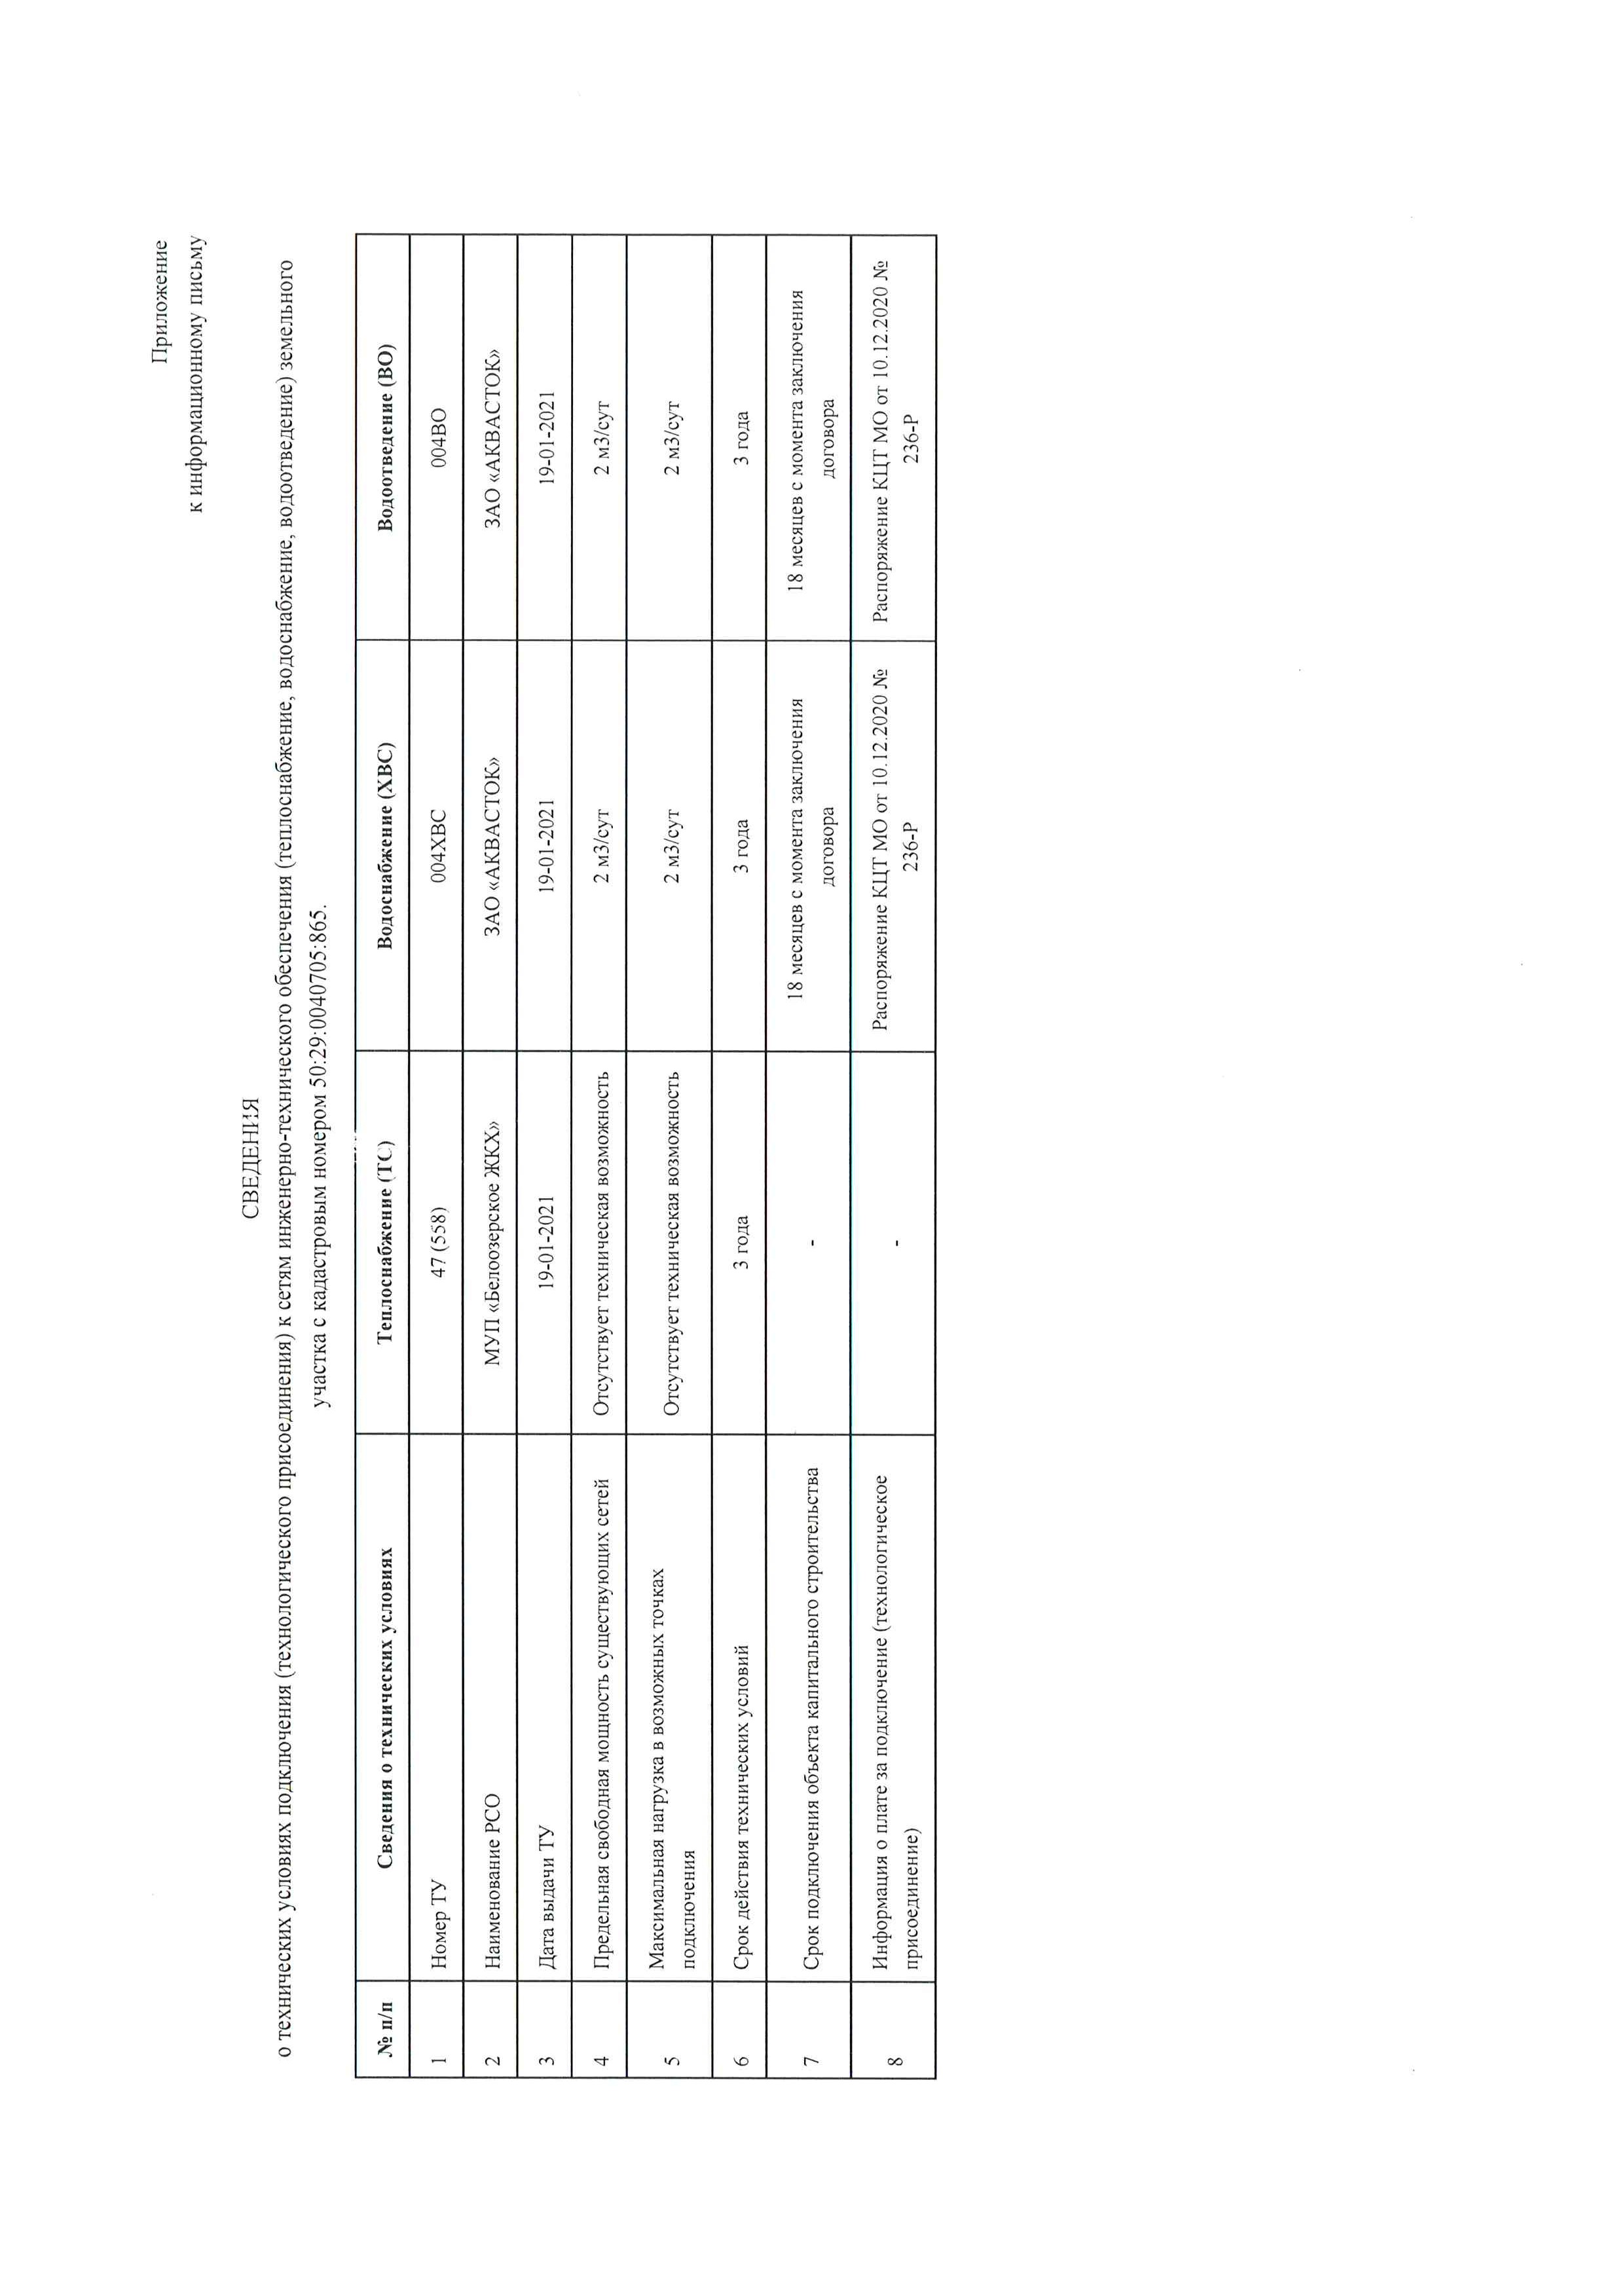 Приложение
к информационному письму
СВЕДЕНИЯ
о технических условиях подключения (технологического присоединения) к сетям инженерно-технического обеспечения (теплоснабжение, водоснабжение, водоотведение) земельного
участка с кадастровым номером 50:29:0040705:865.
№ п/п Сведения о технических условиях Теплоснабжение (ТС) Водоснабжение (ХВС) Водоотведение (ВО)
1 Номер ТУ 47 (558) 004ХВС 004ВО
2 Наименование РСО МУП «Белоозерское ЖКХ» ЗАО «АКВАСТОК» ЗАО «АКВАСТОК»
3 Дата выдачи ТУ 19-01-2021 19-01-2021 19-01-2021
4 Предельная свободная мощность существующих сетей Отсутствует техническая возможность 2 м3/сут 2 м3/сут
5 Максимальная нагрузка в возможных точках
подключения Отсутствует техническая возможность 2 м3/сут 2 м3/сут
6 Срок действия технических условий 3 года 3 года 3 года
7 Срок подключения объекта капитального строительства - 18 месяцев с момента заключения
договора 18 месяцев с момента заключения
договора
8 Информация о плате за подключение (технологическое
присоединение) - Распоряжение КЦТ МО от 10.12.2020 №
236-Р Распоряжение КЦТ МО от 10.12.2020 №
236-Р